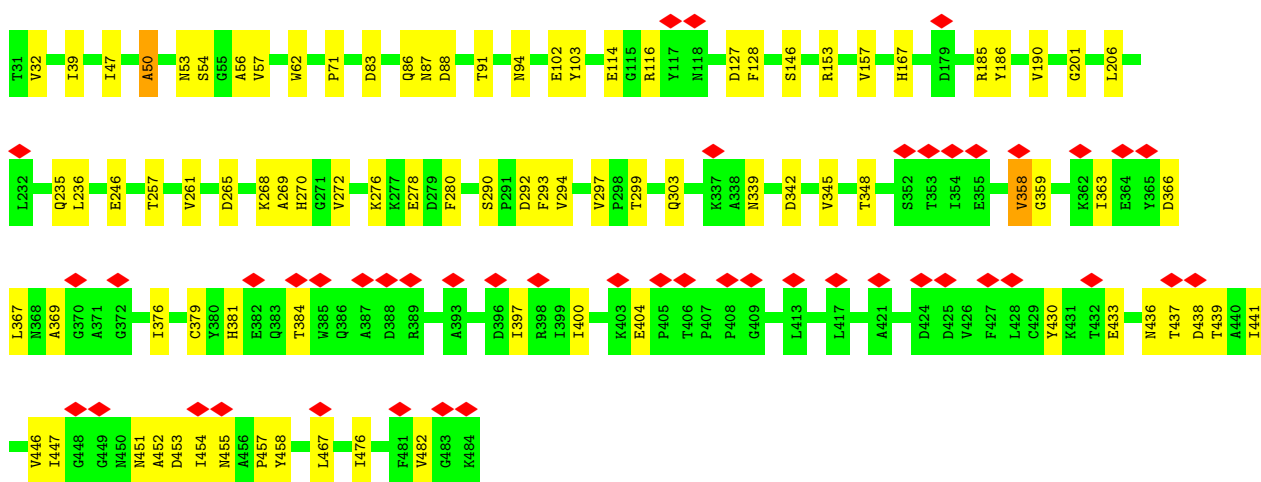 T31 V32 I39 I47 A50 N53 S54 G55 A56 V57 W62 P71 D83 Q86 N87 D88 T91 N94 E102 Y103 E114 G115 R116 Y117 N118 D127 F128 S146 R153 V157 H167 D179 R185 Y186 V190 G201 L206
L232 Q235 L236 E246 T257 V261 D265 K268 A269 H270 G271 V272 K276 K277 E278 D279 F280 S290 P291 D292 F293 V294 V297 P298 T299 Q303 K337 A338 N339 D342 V345 T348 S352 T353 I354 E355 V358 G359 K362 I363 E364 Y365 D366
L367 N368 A369 G370 A371 G372 I376 C379 Y380 H381 E382 Q383 T384 W385 Q386 A387 D388 R389 A393 D396 I397 R398 I399 I400 K403 E404 P405 T406 P407 P408 G409 L413 L417 A421 D424 D425 V426 F427 L428 C429 Y430 K431 T432 E433 N436 T437 D438 T439 A440 I441
V446 I447 G448 G449 N450 N451 A452 D453 I454 N455 A456 P457 Y458 L467 I476 F481 V482 G483 K484